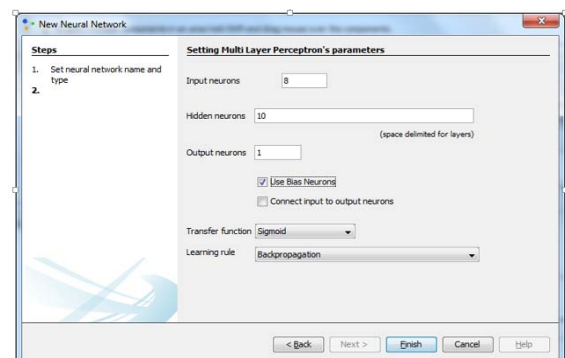 New Neural Network
Steps
1. Set neural network name and
type
2.
Setting Multi Layer Perceptron's parameters
Input neurons 8
Hidden neurons 10
(space delimited for layers)
Output neurons 1
Use Bias Neurons
Connect input to output neurons
Transfer function Sigmoid
Learning rule Backpropagation
< Back Next > Finish Cancel Help